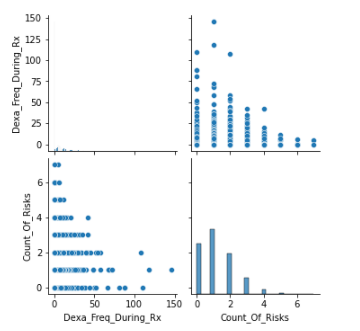 150
125
100
75
50
25
0
Dexa_Freq_During_Rx
6
4
2
0
Count_Of_Risks
0 50 100 150
0 2 4 6
Dexa_Freq_During_Rx Count_Of_Risks